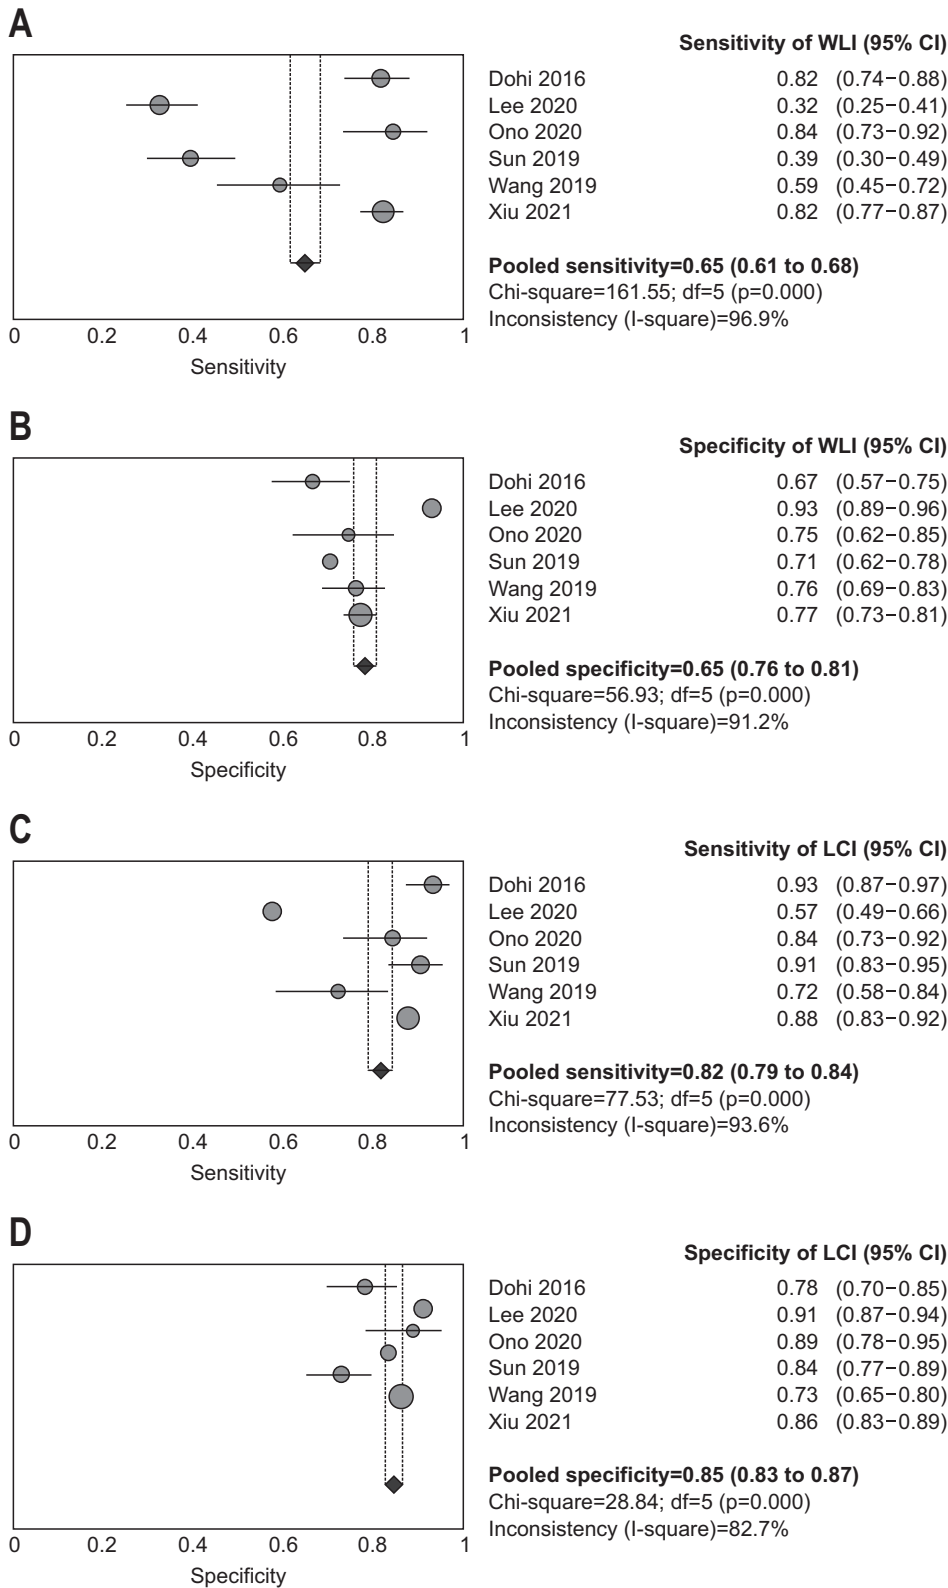 A
Sensitivity of WLI (95% CI)
Dohi 2016 0.82 (0.74−0.88)
Lee 2020 0.32 (0.25−0.41)
Ono 2020 0.84 (0.73−0.92)
Sun 2019 0.39 (0.30−0.49)
Wang 2019 0.59 (0.45−0.72)
Xiu 2021 0.82 (0.77−0.87)
Pooled sensitivity=0.65 (0.61 to 0.68)
Chi-square=161.55; df=5 (p=0.000)
Inconsistency (I-square)=96.9%
0 0.2 0.4 0.6 0.8 1
Sensitivity
B
Specificity of WLI (95% CI)
Dohi 2016 0.67 (0.57−0.75)
Lee 2020 0.93 (0.89−0.96)
Ono 2020 0.75 (0.62−0.85)
Sun 2019 0.71 (0.62−0.78)
Wang 2019 0.76 (0.69−0.83)
Xiu 2021 0.77 (0.73−0.81)
Pooled specificity=0.65 (0.76 to 0.81)
Chi-square=56.93; df=5 (p=0.000)
Inconsistency (I-square)=91.2%
0 0.2 0.4 0.6 0.8 1
Specificity
C
Sensitivity of LCI (95% CI)
Dohi 2016 0.93 (0.87−0.97)
Lee 2020 0.57 (0.49−0.66)
Ono 2020 0.84 (0.73−0.92)
Sun 2019 0.91 (0.83−0.95)
Wang 2019 0.72 (0.58−0.84)
Xiu 2021 0.88 (0.83−0.92)
Pooled sensitivity=0.82 (0.79 to 0.84)
Chi-square=77.53; df=5 (p=0.000)
Inconsistency (I-square)=93.6%
0 0.2 0.4 0.6 0.8 1
Sensitivity
D
Specificity of LCI (95% CI)
Dohi 2016 0.78 (0.70−0.85)
Lee 2020 0.91 (0.87−0.94)
Ono 2020 0.89 (0.78−0.95)
Sun 2019 0.84 (0.77−0.89)
Wang 2019 0.73 (0.65−0.80)
Xiu 2021 0.86 (0.83−0.89)
Pooled specificity=0.85 (0.83 to 0.87)
Chi-square=28.84; df=5 (p=0.000)
Inconsistency (I-square)=82.7%
0 0.2 0.4 0.6 0.8 1
Specificity